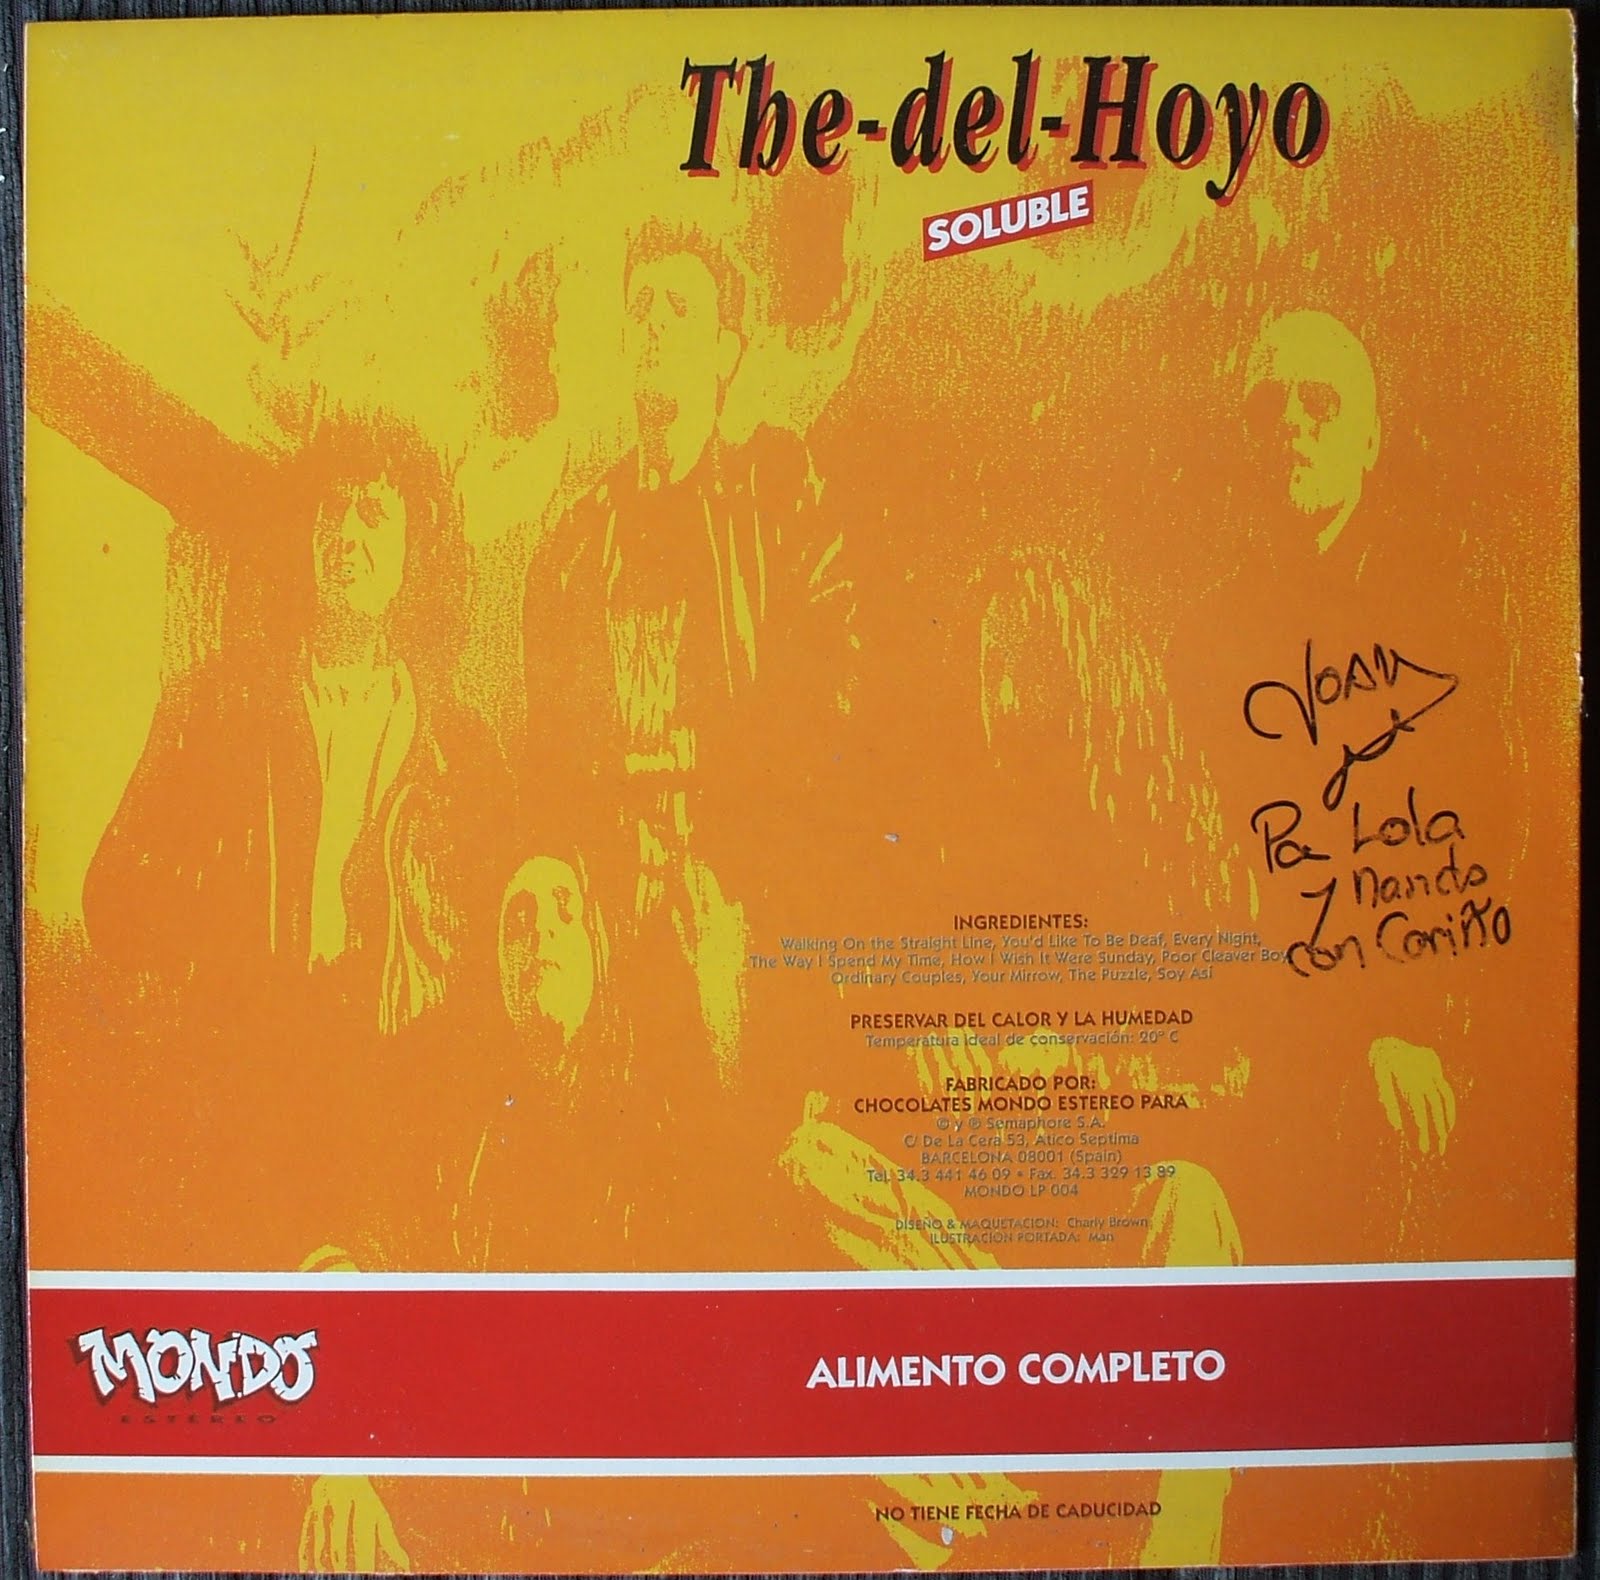 The-del-Hoyo
SOLUBLE
INGREDIENTES:
Walking On the Straight Line, You'd Like To Be Deaf, Every Night,
The Way I Spend My Time, How I Wish It Were Sunday, Poor Cleaver Boy
Ordinary Couples, Your Mirrow, The Puzzle, Soy Así
PRESERVAR DEL CALOR Y LA HUMEDAD
Temperatura ideal de conservación: 20º C
FABRICADO POR:
CHOCOLATES MONDO ESTEREO PARA
© y ℗ Semaphore S.A.
C/ De La Cera 53, Atico Septima
BARCELONA 08001 (Spain)
Tel. 34.3 441 46 09 • Fax. 34.3 329 13 89
MONDO LP 004
DISEÑO & MAQUETACION: Charly Brown
ILUSTRACION PORTADA: Man
Lola
y Nando
con Cariño
MONDO
ESTEREO
ALIMENTO COMPLETO
NO TIENE FECHA DE CADUCIDAD